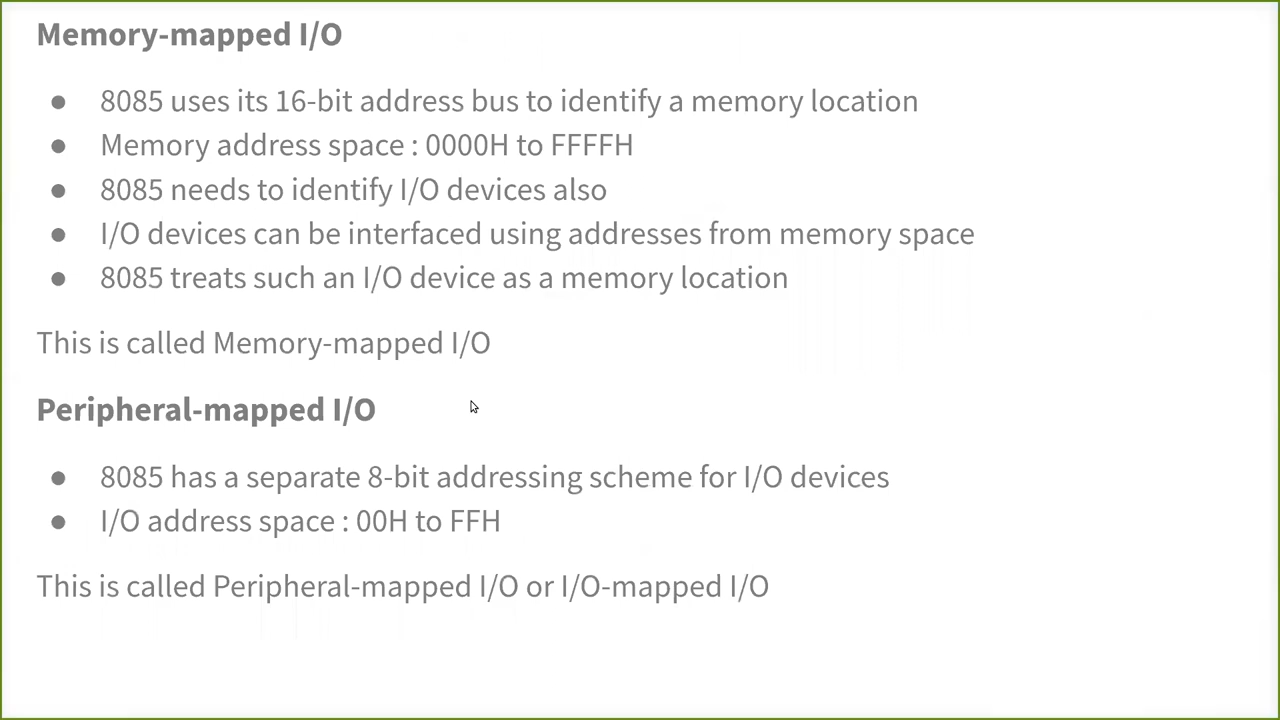 Memory-mapped I/O
● 8085 uses its 16-bit address bus to identify a memory location
● Memory address space : 0000H to FFFFH
● 8085 needs to identify I/O devices also
● I/O devices can be interfaced using addresses from memory space
● 8085 treats such an I/O device as a memory location
This is called Memory-mapped I/O
Peripheral-mapped I/O
● 8085 has a separate 8-bit addressing scheme for I/O devices
● I/O address space : 00H to FFH
This is called Peripheral-mapped I/O or I/O-mapped I/O